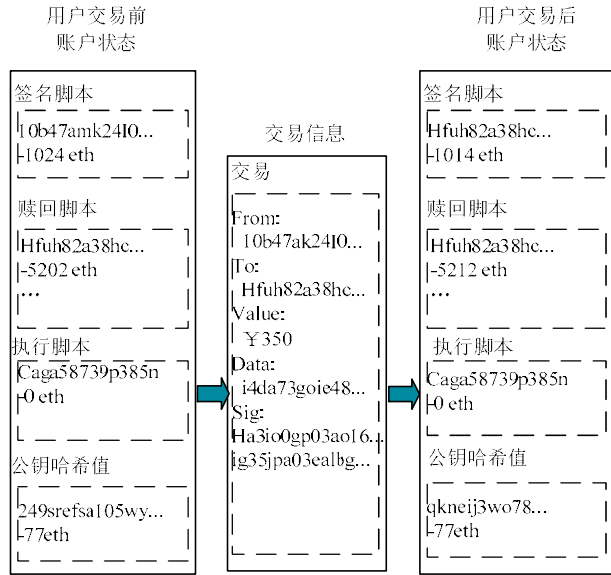 用户交易前
账户状态
签名脚本
10b47amk24I0...
-1024 eth
赎回脚本
Hfuh82a38hc...
-5202 eth
...
执行脚本
Caga58739p385n
-0 eth
公钥哈希值
249srefsa105wy...
-77eth
交易信息
交易
From:
10b47ak24I0...
To:
Hfuh82a38hc...
Value:
￥350
Data:
i4da73goie48...
Sig:
Ha3io0gp03ao16...
ig35jpa03ealbg...
用户交易后
账户状态
签名脚本
Hfuh82a38hc...
-1014 eth
赎回脚本
Hfuh82a38hc...
-5212 eth
...
执行脚本
Caga58739p385n
-0 eth
公钥哈希值
qkneij3wo78...
-77eth